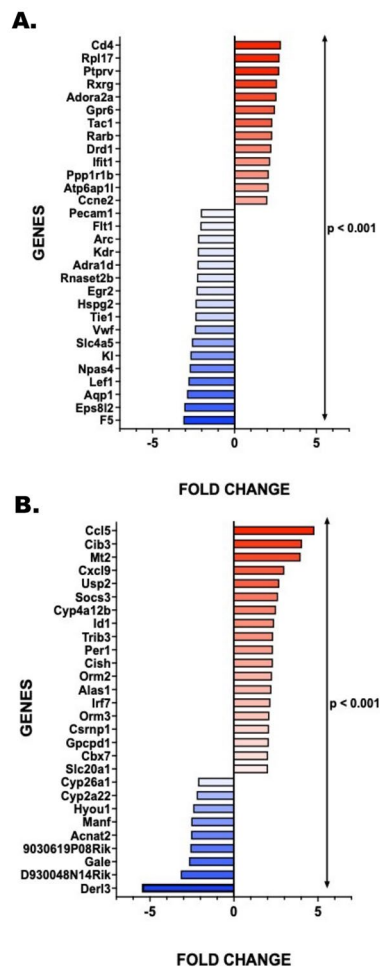 A.
Cd4
Rpl17
Ptprv
Rxrg
Adora2a
Gpr6
Tac1
Rarb
Drd1
Ifit1
Ppp1r1b
Atp6ap1l
Ccne2
Pecam1
Flt1
Arc
Kdr
Adra1d
Rnaset2b
Egr2
Hspg2
Tie1
Vwf
Slc4a5
Kl
Npas4
Lef1
Aqp1
Eps8l2
F5
GENES
p < 0.001
-5 0 5
FOLD CHANGE
B.
Ccl5
Cib3
Mt2
Cxcl9
Usp2
Socs3
Cyp4a12b
Id1
Trib3
Per1
Cish
Orm2
Alas1
Irf7
Orm3
Csrnp1
Gpcpd1
Cbx7
Slc20a1
Cyp26a1
Cyp2a22
Hyou1
Manf
Acnat2
9030619P08Rik
Gale
D930048N14Rik
Derl3
GENES
p < 0.001
-5 0 5
FOLD CHANGE